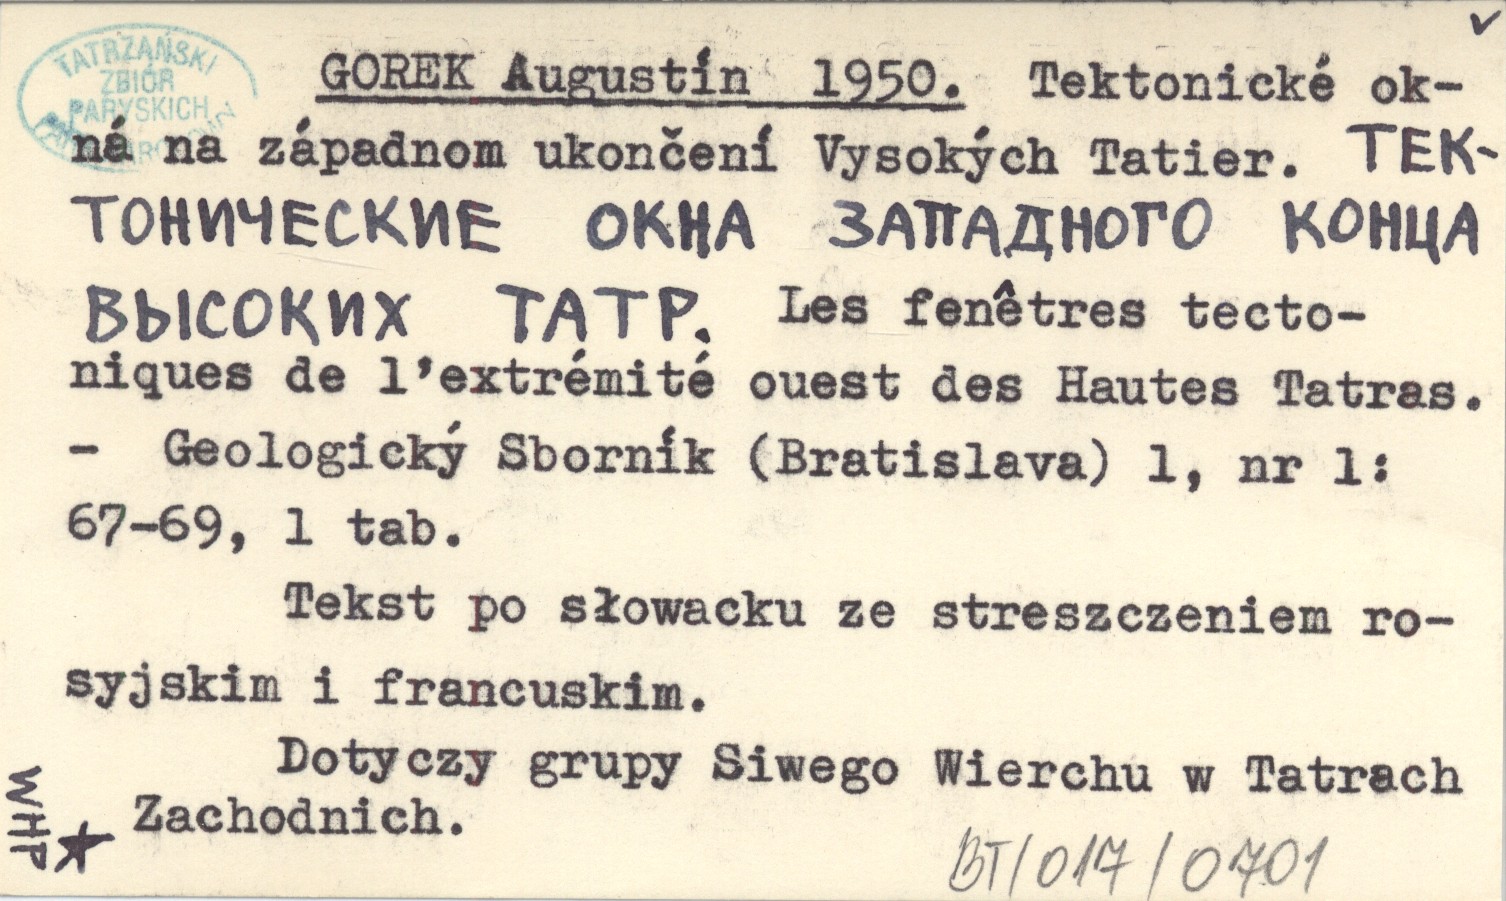 ✓
TATRZAŃSKI
ZBIÓR
PARYSKICH
GOREK Augustín 1950. Tektonické ok-
ná na západnom ukončení Vysokých Tatier. ТЕК-
ТОНИЧЕСКИЕ ОКНА ЗАПАДНОГО КОНЦА
ВЫСОКИХ ТАТР. Les fenêtres tecto-
niques de l'extrémité ouest des Hautes Tatras.
- Geologický Sborník (Bratislava) 1, nr 1:
67-69, 1 tab.
Tekst po słowacku ze streszczeniem ro-
syjskim i francuskim.
Dotyczy grupy Siwego Wierchu w Tatrach
Zachodnich.
WHP
BT/017/0701